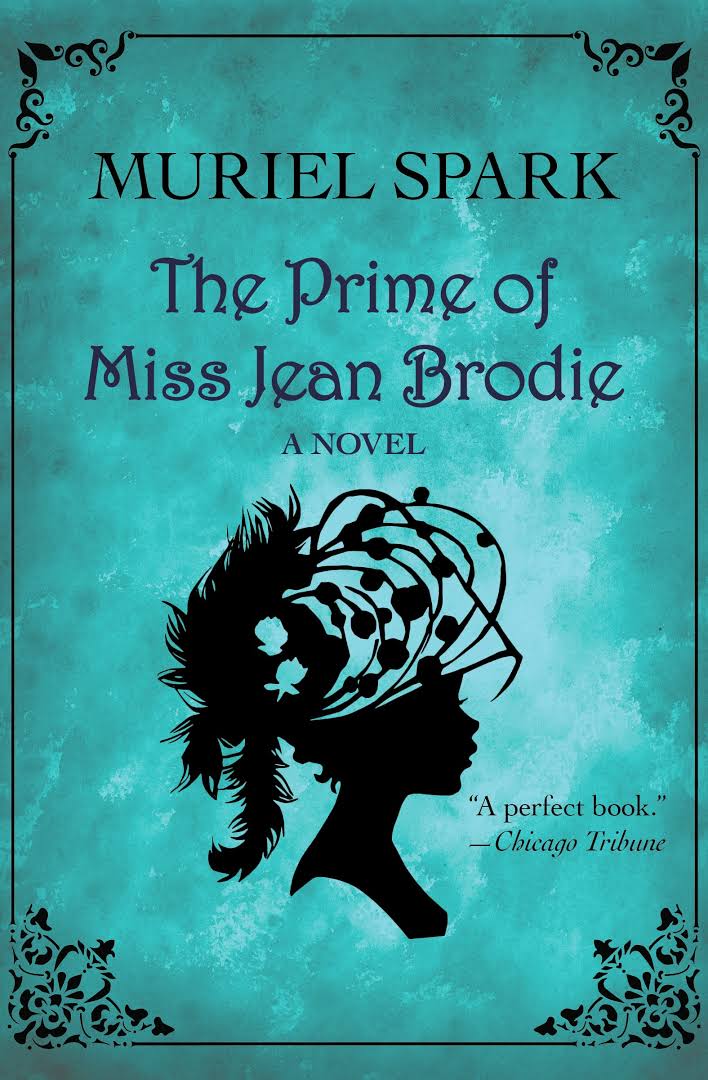 MURIEL SPARK
The Prime of
Miss Jean Brodie
A NOVEL
“A perfect book.”
—Chicago Tribune